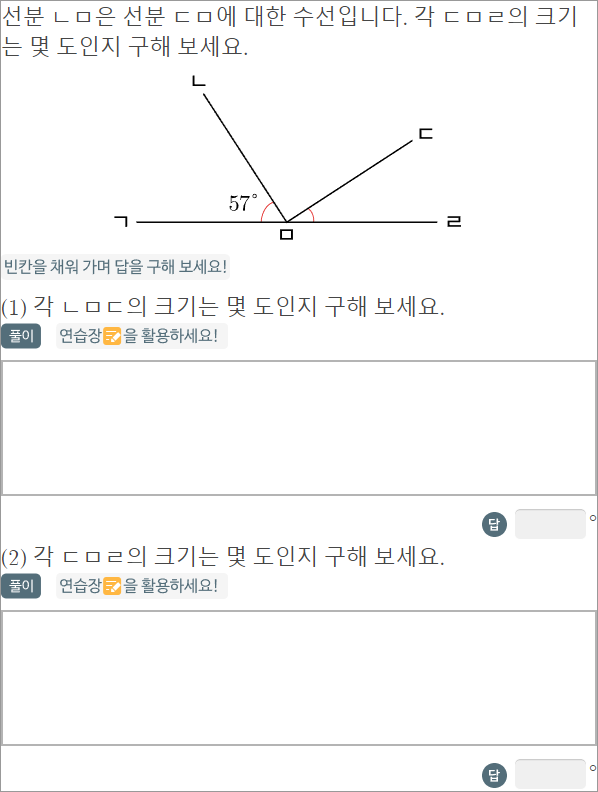 선분 ㄴㅁ은 선분 ㄷㅁ에 대한 수선입니다. 각 ㄷㅁㄹ의 크기
는 몇 도인지 구해 보세요.
ㄴ
ㄷ
57°
ㄱ
ㄹ
ㅁ
빈칸을 채워 가며 답을 구해 보세요!
(1) 각 ㄴㅁㄷ의 크기는 몇 도인지 구해 보세요.
풀이 연습장을 활용하세요!
답 °
(2) 각 ㄷㅁㄹ의 크기는 몇 도인지 구해 보세요.
풀이 연습장을 활용하세요!
답 °